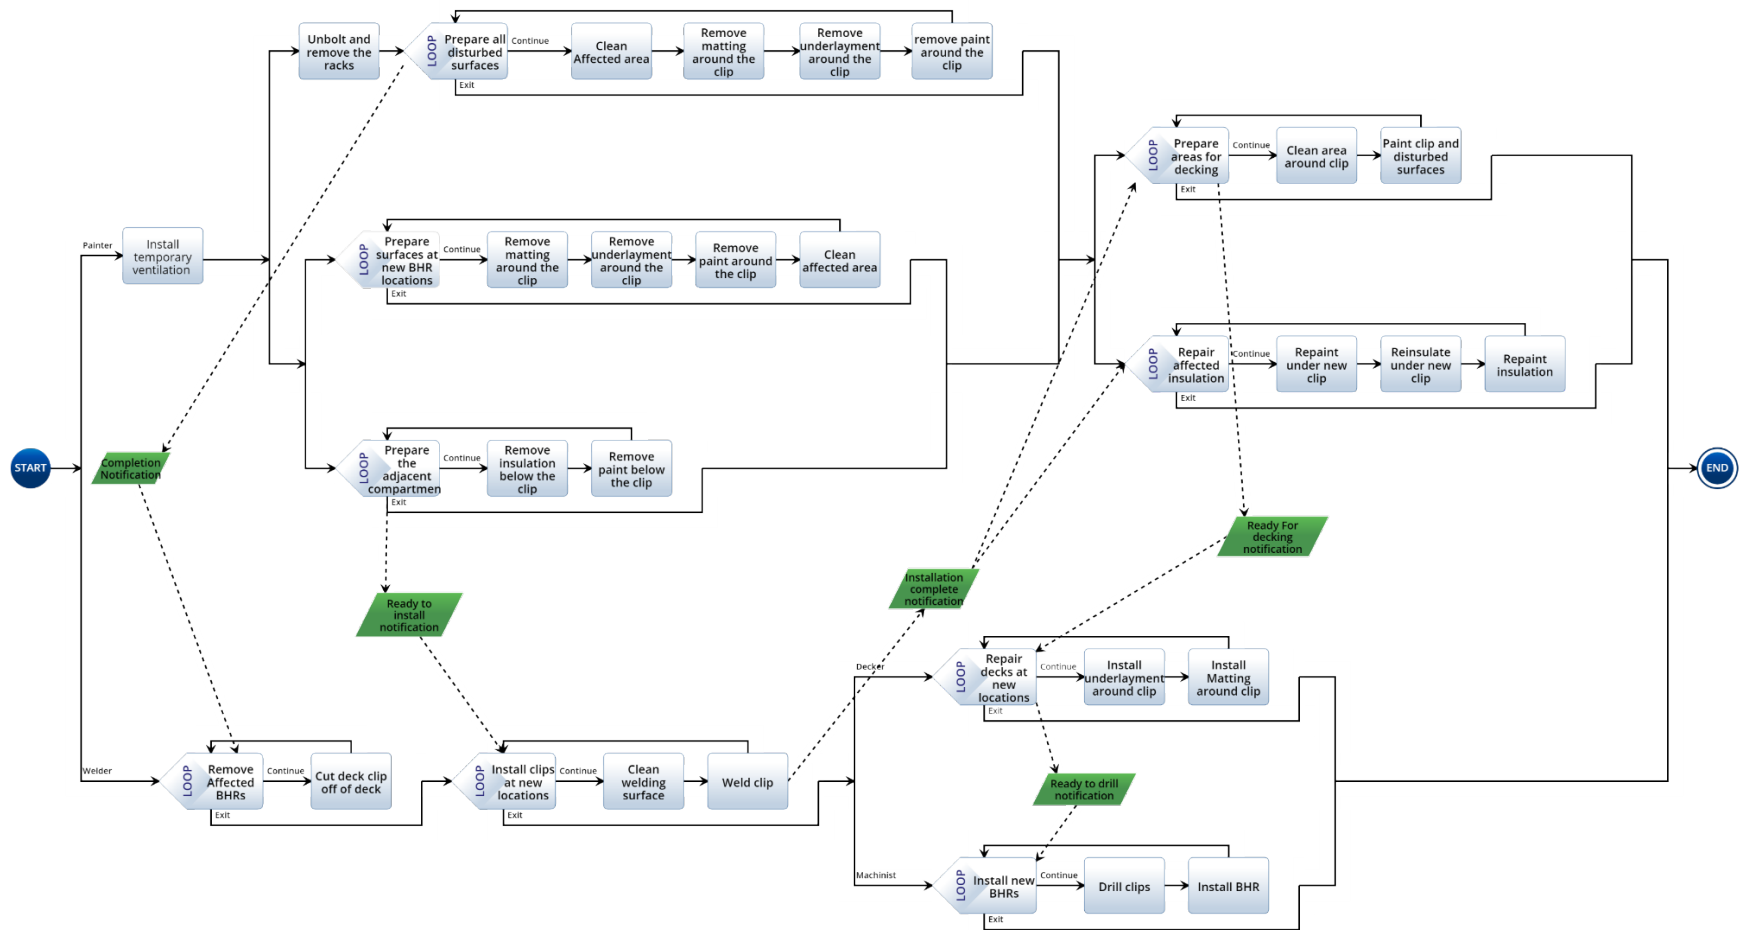 Unbolt and
remove the
racks
LOOP
Prepare all
disturbed
surfaces
Continue
Exit
Clean
Affected area
Remove
matting
around the
clip
Remove
underlayment
around the
clip
remove paint
around the
clip
LOOP
Prepare
areas for
decking
Continue
Exit
Clean area
around clip
Paint clip and
disturbed
surfaces
Painter
Install
temporary
ventilation
LOOP
Prepare
surfaces at
new BHR
locations
Continue
Exit
Remove
matting
around the
clip
Remove
underlayment
around the
clip
Remove
paint around
the clip
Clean
affected area
LOOP
Repair
affected
insulation
Continue
Exit
Repaint
under new
clip
Reinsulate
under new
clip
Repaint
insulation
START
Completion
Notification
LOOP
Prepare
the
adjacent
compartmen
Continue
Exit
Remove
insulation
below the
clip
Remove
paint below
the clip
END
Ready For
decking
notification
Installation
complete
notification
Ready to
install
notification
Decker
LOOP
Repair
decks at
new
locations
Continue
Exit
Install
underlayment
around clip
Install
Matting
around clip
Welder
LOOP
Remove
Affected
BHRs
Continue
Exit
Cut deck clip
off of deck
LOOP
Install clips
at new
locations
Continue
Exit
Clean
welding
surface
Weld clip
Ready to drill
notification
Machinist
LOOP
Install new
BHRs
Continue
Exit
Drill clips
Install BHR